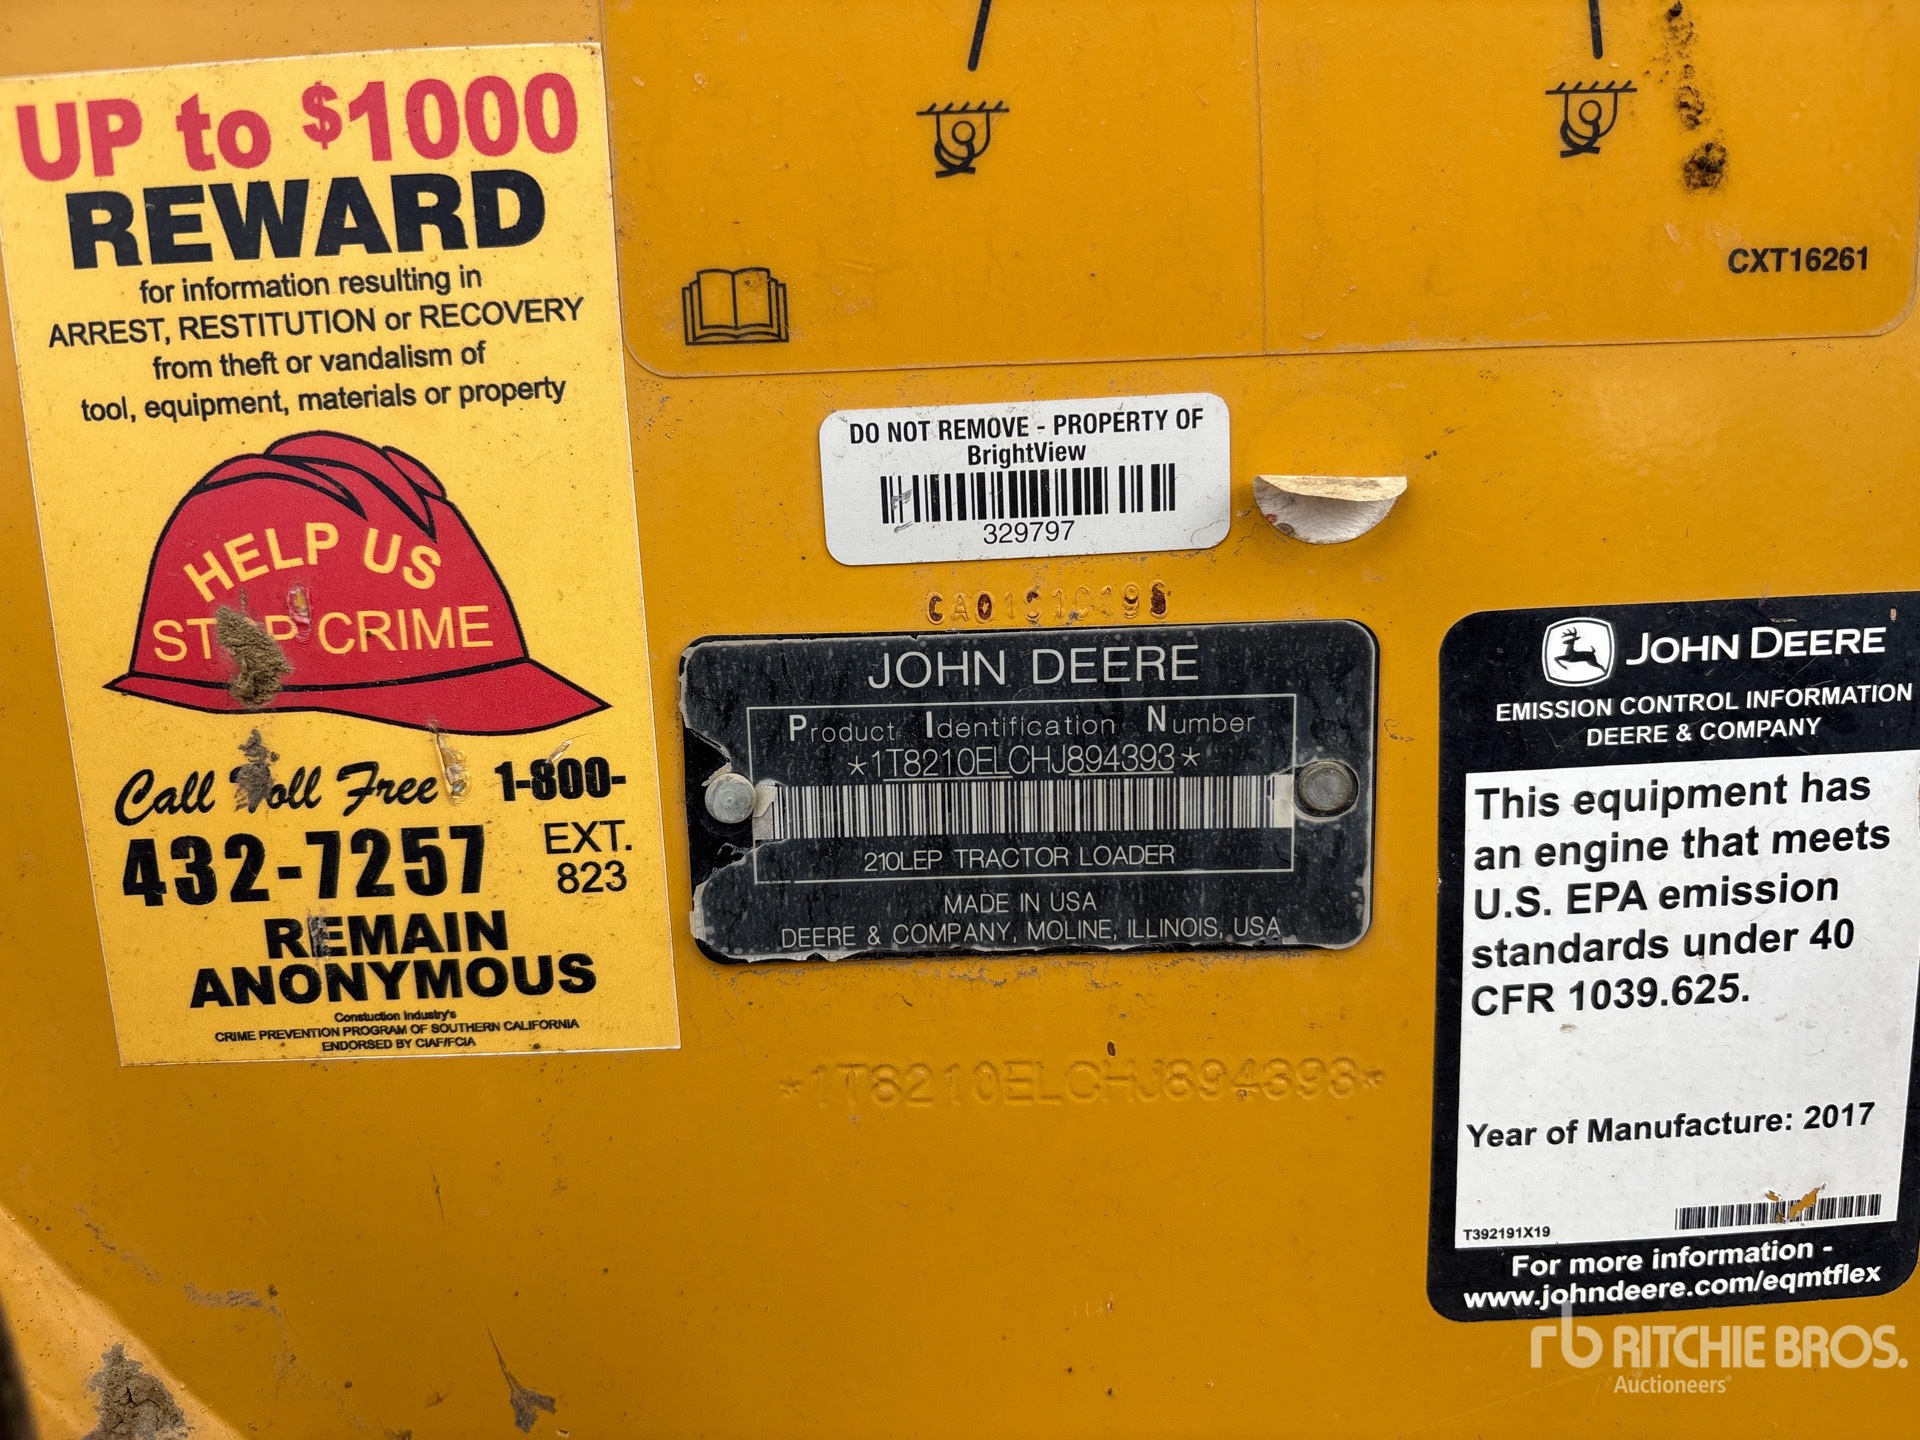 UP to $1000
REWARD
for information resulting in
ARREST, RESTITUTION or RECOVERY
from theft or vandalism of
tool, equipment, materials or property
HELP US
STOP CRIME
Call Toll Free 1-800-
432-7257 EXT.
823
REMAIN
ANONYMOUS
Constuction Industry's
CRIME PREVENTION PROGRAM OF SOUTHERN CALIFORNIA
ENDORSED BY CIAF/FCIA
CXT16261
DO NOT REMOVE - PROPERTY OF
BrightView
329797
JOHN DEERE
Product Identification Number
*1T8210ELCHJ894393*
210LEP TRACTOR LOADER
MADE IN USA
DEERE & COMPANY, MOLINE, ILLINOIS, USA
*1T8210ELCHJ894393*
JOHN DEERE
EMISSION CONTROL INFORMATION
DEERE & COMPANY
This equipment has
an engine that meets
U.S. EPA emission
standards under 40
CFR 1039.625.
Year of Manufacture: 2017
T392191X19
For more information -
www.johndeere.com/eqmtflex
rb RITCHIE BROS.
Auctioneers